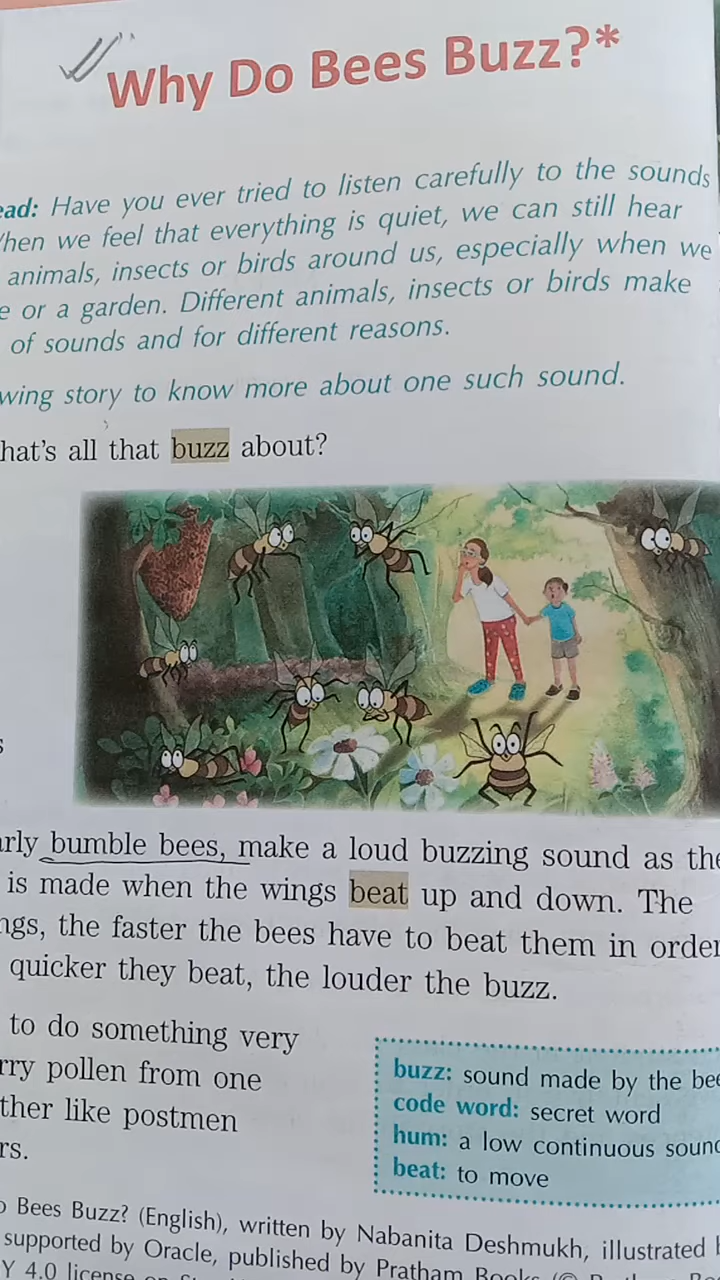 Why Do Bees Buzz?*
ead: Have you ever tried to listen carefully to the sounds
hen we feel that everything is quiet, we can still hear
animals, insects or birds around us, especially when we
e or a garden. Different animals, insects or birds make
of sounds and for different reasons.
wing story to know more about one such sound.
hat's all that buzz about?
s
arly bumble bees, make a loud buzzing sound as the
is made when the wings beat up and down. The
ngs, the faster the bees have to beat them in order
quicker they beat, the louder the buzz.
to do something very
rry pollen from one
ther like postmen
rs.
buzz: sound made by the bee
code word: secret word
hum: a low continuous soun
beat: to move
o Bees Buzz? (English), written by Nabanita Deshmukh, illustrated
supported by Oracle, published by Pratham Books
Y 4.0 license on